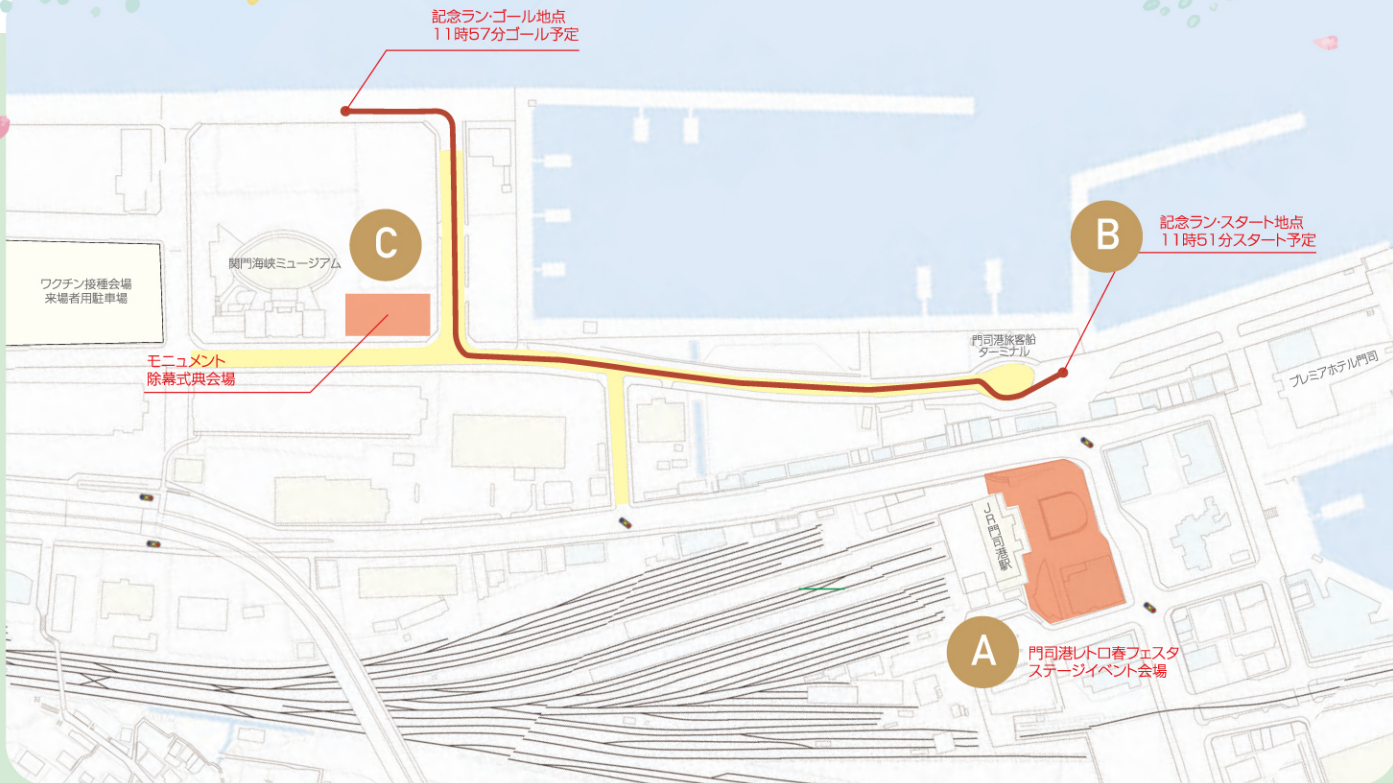 記念ラン・ゴール地点
11時57分ゴール予定
C
B
記念ラン・スタート地点
11時51分スタート予定
関門海峡ミュージアム
ワクチン接種会場
来場者用駐車場
モニュメント
除幕式典会場
門司港旅客船
ターミナル
プレミアホテル門司
JR門司港駅
A
門司港レトロ春フェスタ
ステージイベント会場